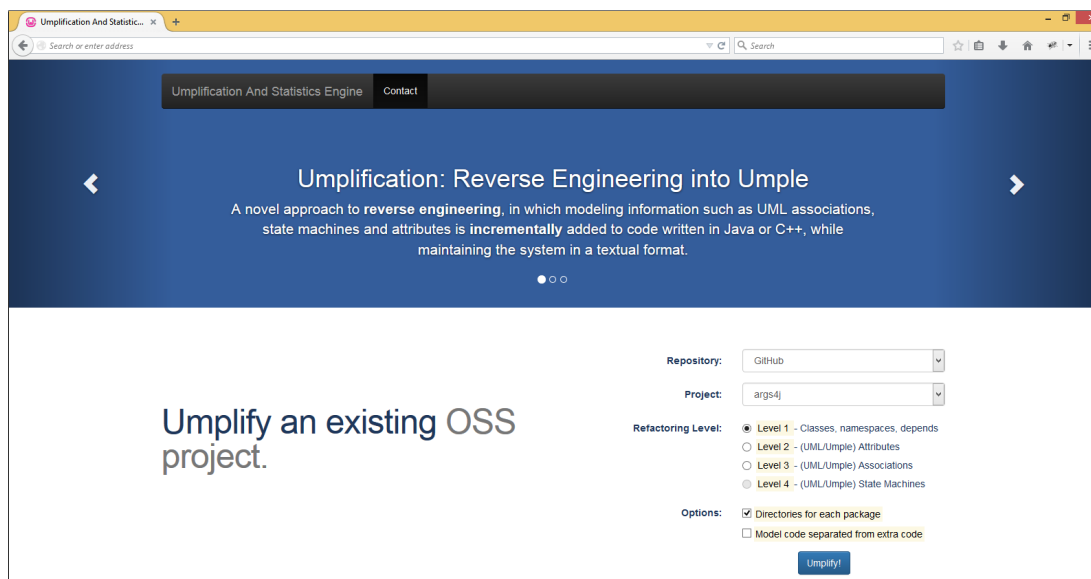 Umplification And Statistic...
Search or enter address
Search
Umplification And Statistics Engine Contact
Umplification: Reverse Engineering into Umple
A novel approach to reverse engineering, in which modeling information such as UML associations,
state machines and attributes is incrementally added to code written in Java or C++, while
maintaining the system in a textual format.
Umplify an existing OSS
project.
Repository: GitHub
Project: args4j
Refactoring Level: Level 1 - Classes, namespaces, depends
Level 2 - (UML/Umple) Attributes
Level 3 - (UML/Umple) Associations
Level 4 - (UML/Umple) State Machines
Options: Directories for each package
Model code separated from extra code
Umplify!